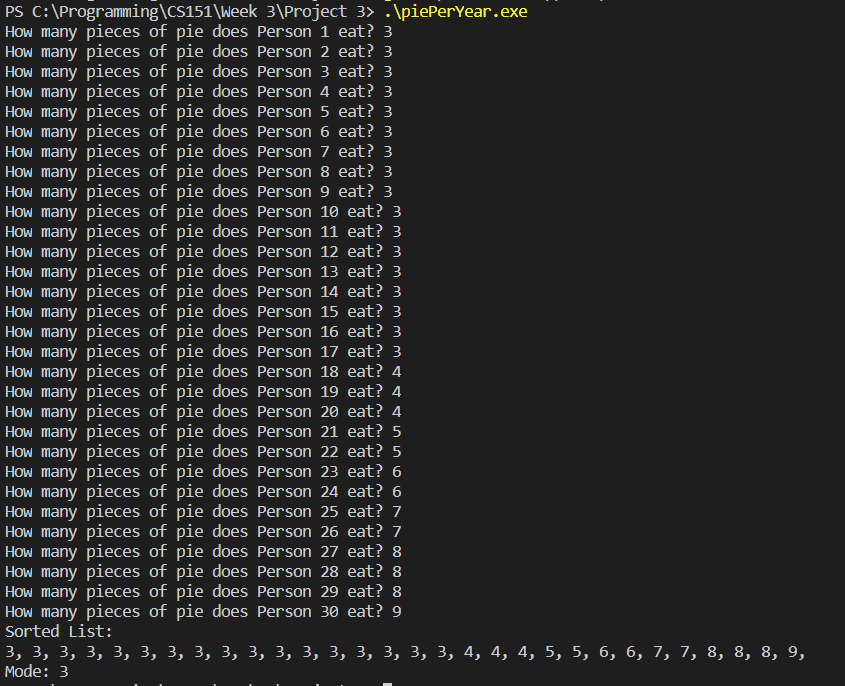 PS C:\Programming\CS151\Week 3\Project 3> .\piePerYear.exe
How many pieces of pie does Person 1 eat? 3
How many pieces of pie does Person 2 eat? 3
How many pieces of pie does Person 3 eat? 3
How many pieces of pie does Person 4 eat? 3
How many pieces of pie does Person 5 eat? 3
How many pieces of pie does Person 6 eat? 3
How many pieces of pie does Person 7 eat? 3
How many pieces of pie does Person 8 eat? 3
How many pieces of pie does Person 9 eat? 3
How many pieces of pie does Person 10 eat? 3
How many pieces of pie does Person 11 eat? 3
How many pieces of pie does Person 12 eat? 3
How many pieces of pie does Person 13 eat? 3
How many pieces of pie does Person 14 eat? 3
How many pieces of pie does Person 15 eat? 3
How many pieces of pie does Person 16 eat? 3
How many pieces of pie does Person 17 eat? 3
How many pieces of pie does Person 18 eat? 4
How many pieces of pie does Person 19 eat? 4
How many pieces of pie does Person 20 eat? 4
How many pieces of pie does Person 21 eat? 5
How many pieces of pie does Person 22 eat? 5
How many pieces of pie does Person 23 eat? 6
How many pieces of pie does Person 24 eat? 6
How many pieces of pie does Person 25 eat? 7
How many pieces of pie does Person 26 eat? 7
How many pieces of pie does Person 27 eat? 8
How many pieces of pie does Person 28 eat? 8
How many pieces of pie does Person 29 eat? 8
How many pieces of pie does Person 30 eat? 9
Sorted List:
3, 3, 3, 3, 3, 3, 3, 3, 3, 3, 3, 3, 3, 3, 3, 3, 3, 4, 4, 4, 5, 5, 6, 6, 7, 7, 8, 8, 8, 9,
Mode: 3